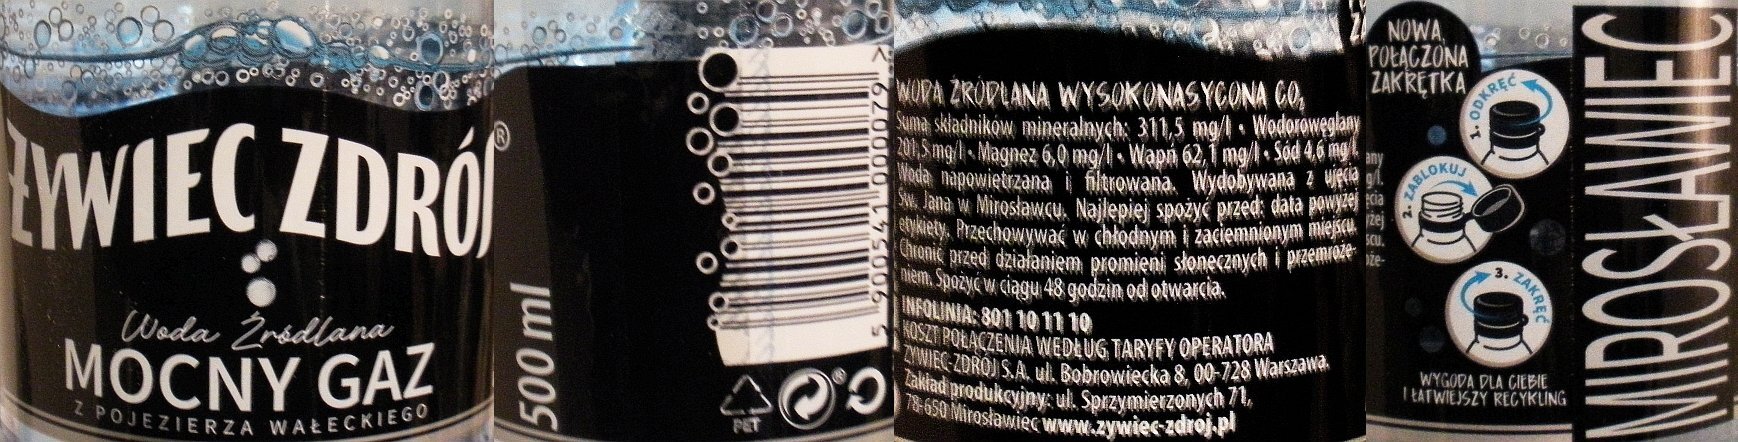 ŻYWIEC ZDRÓJ®
Woda Źródlana
MOCNY GAZ
Z POJEZIERZA WAŁECKIEGO
500 ml
5 900541 000079 >
PET
WODA ŹRÓDLANA WYSOKONASYCONA CO₂
Suma składników mineralnych: 311,5 mg/l • Wodorowęglany
201,5 mg/l • Magnez 6,0 mg/l • Wapń 62,1 mg/l • Sód 4,6 mg/l
Woda napowietrzana i filtrowana. Wydobywana z ujęcia
Św. Jana w Mirosławcu. Najlepiej spożyć przed: data powyżej
etykiety. Przechowywać w chłodnym i zaciemnionym miejscu.
Chronić przed działaniem promieni słonecznych i przemroże-
niem. Spożyć w ciągu 48 godzin od otwarcia.
INFOLINIA: 801 10 11 10
KOSZT POŁĄCZENIA WEDŁUG TARYFY OPERATORA
ŻYWIEC-ZDRÓJ S.A. ul. Bobrowiecka 8, 00-728 Warszawa.
Zakład produkcyjny: ul. Sprzymierzonych 71,
78-650 Mirosławiec www.zywiec-zdroj.pl
NOWA,
POŁĄCZONA
ZAKRĘTKA
1. ODKRĘĆ
2. ZABLOKUJ
3. ZAKRĘĆ
WYGODA DLA CIEBIE
I ŁATWIEJSZY RECYKLING
MIROSŁAWIEC